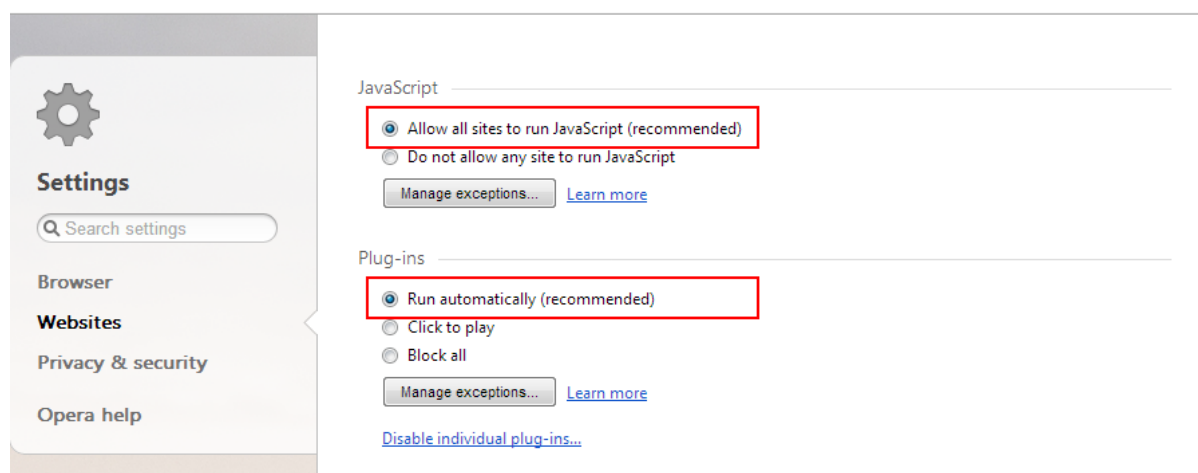 Settings
Search settings
Browser
Websites
Privacy & security
Opera help
JavaScript
Allow all sites to run JavaScript (recommended)
Do not allow any site to run JavaScript
Manage exceptions... Learn more
Plug-ins
Run automatically (recommended)
Click to play
Block all
Manage exceptions... Learn more
Disable individual plug-ins...